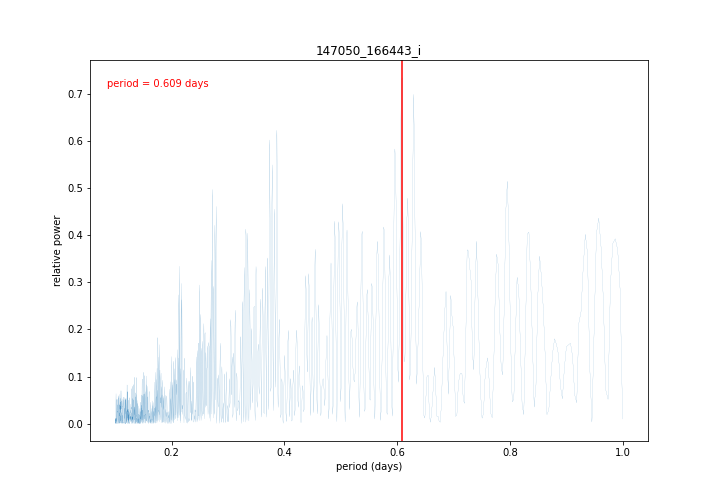 147050_166443_i
period = 0.609 days
relative power
0.7
0.6
0.5
0.4
0.3
0.2
0.1
0.0
0.2 0.4 0.6 0.8 1.0
period (days)